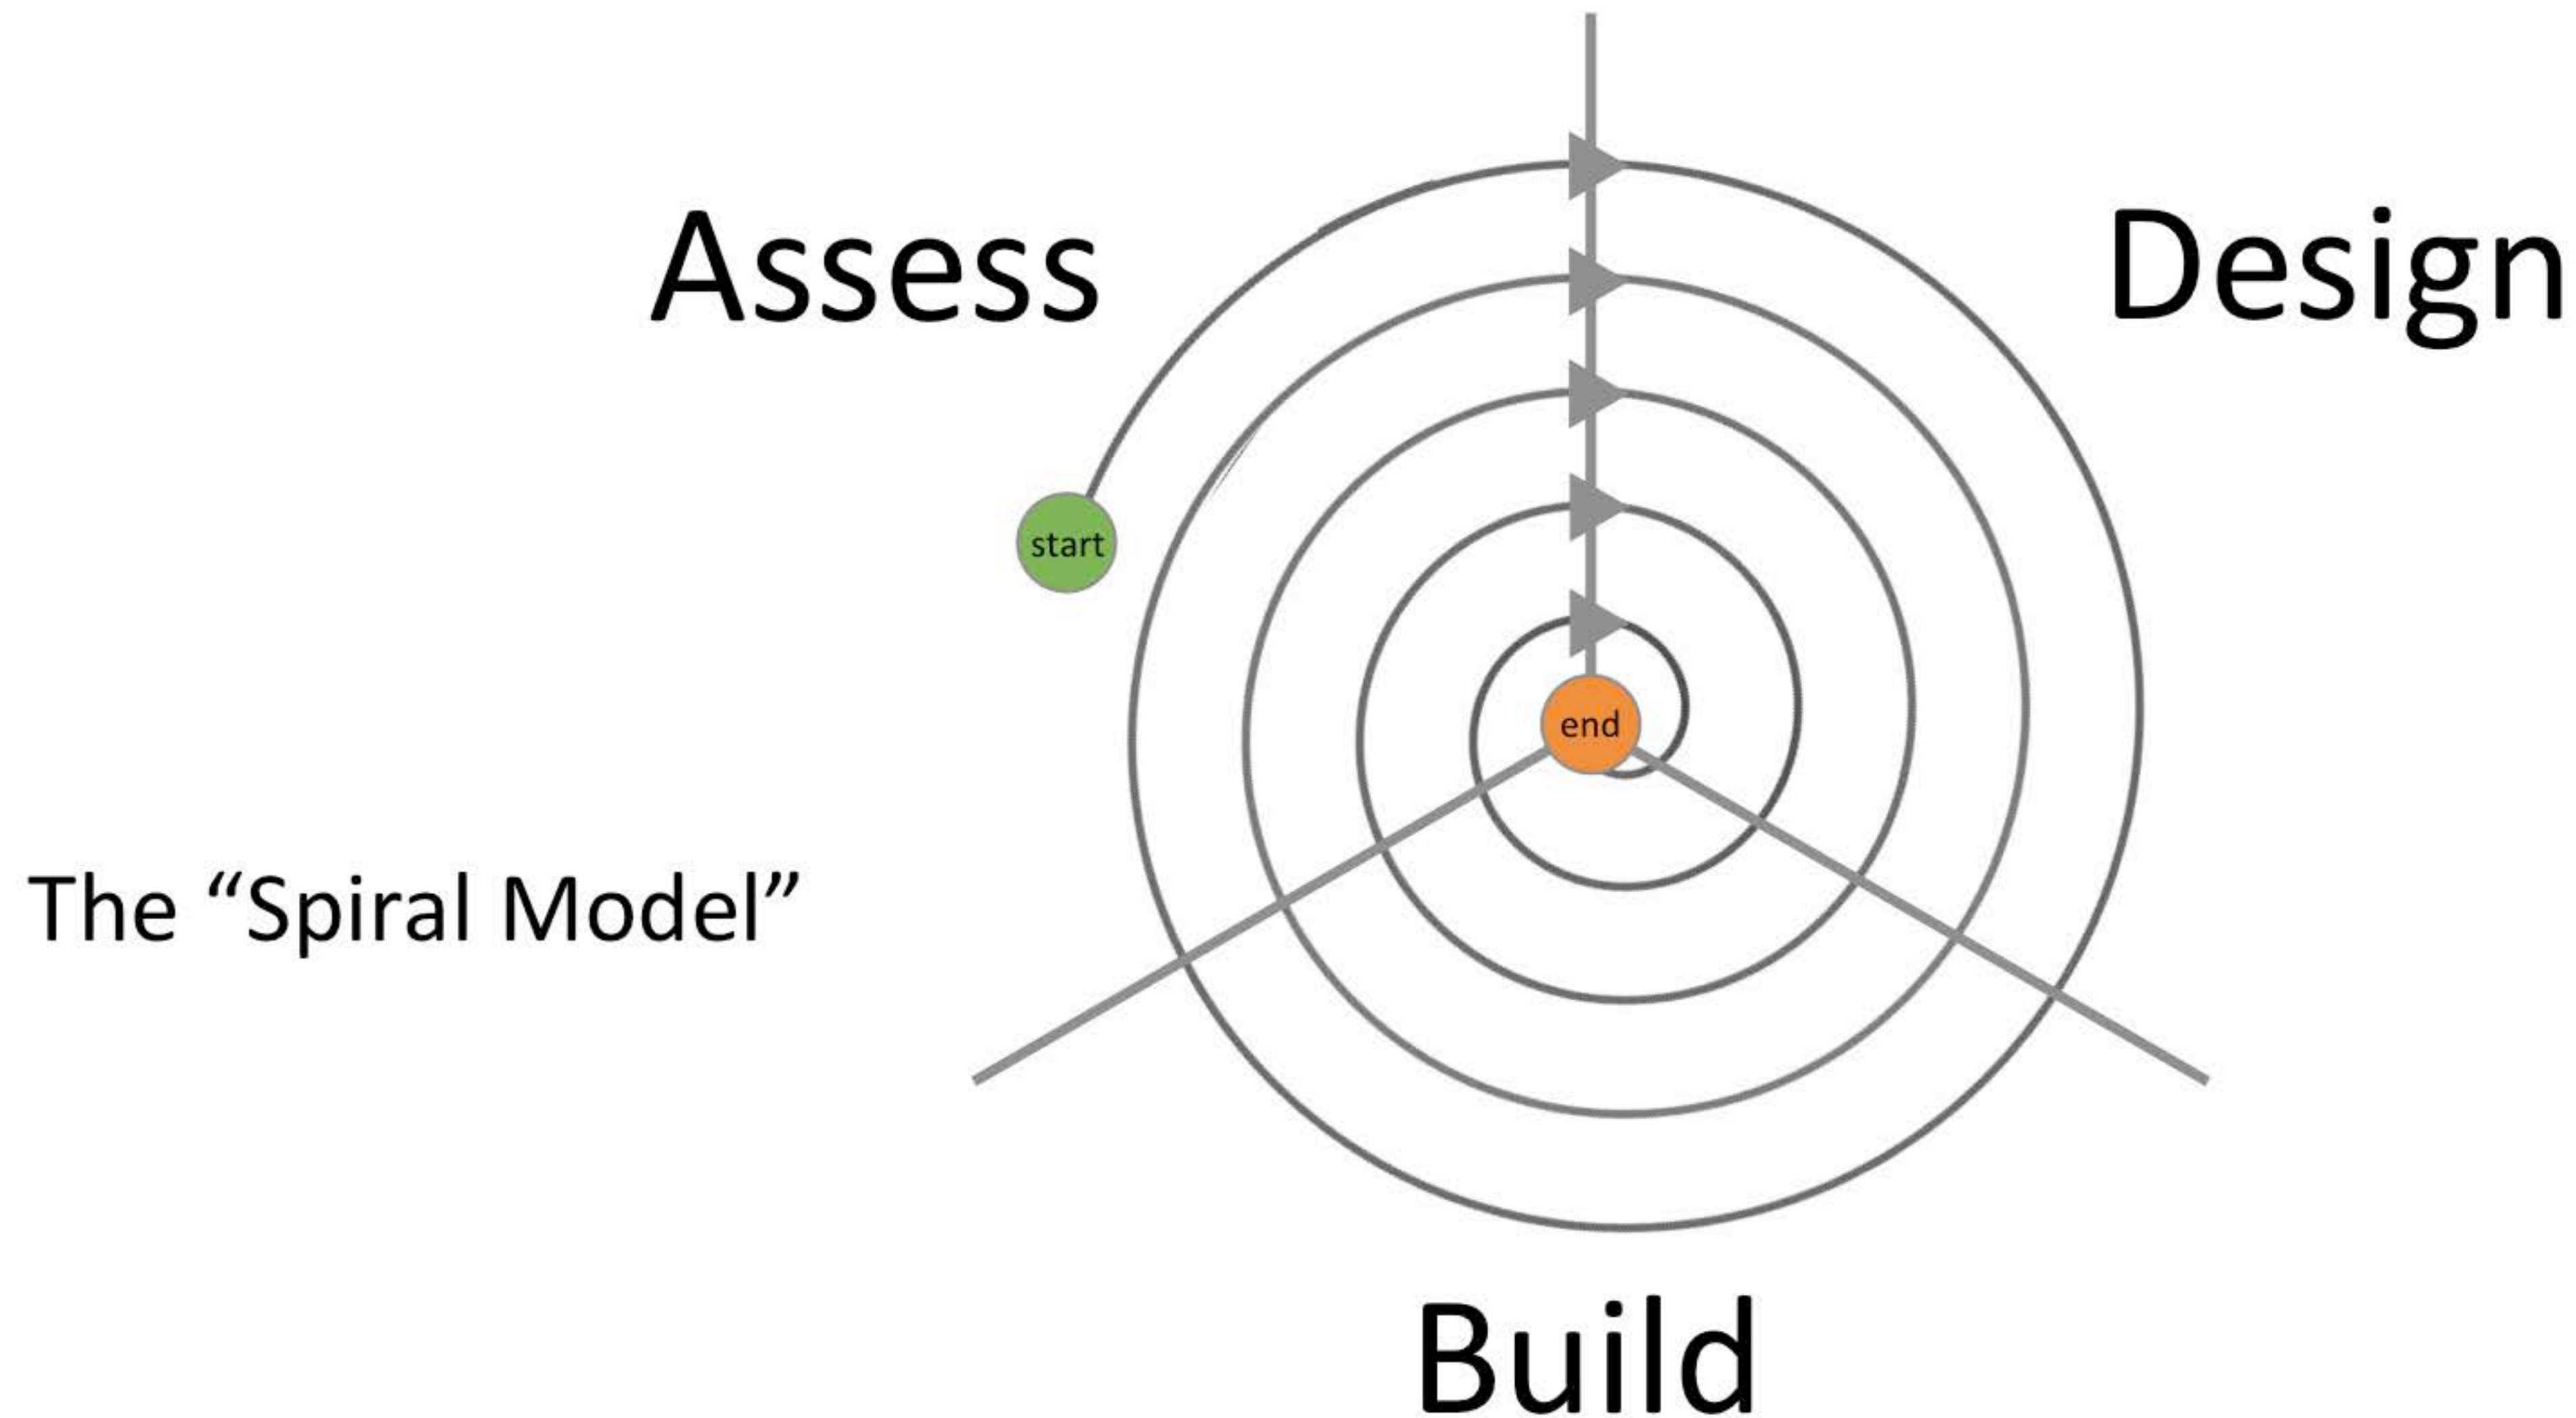 Assess
Design
start
end
The “Spiral Model”
Build